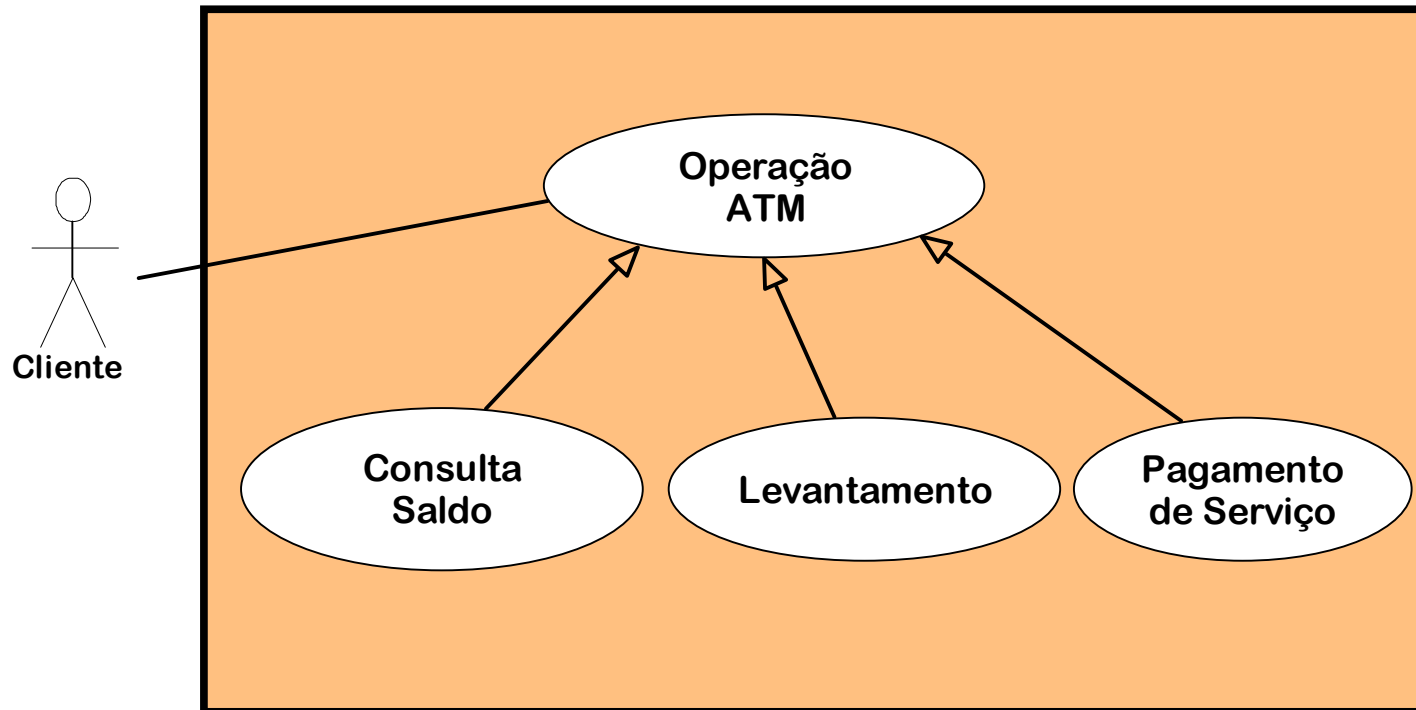 Operação
ATM
Cliente
Consulta
Saldo
Levantamento
Pagamento
de Serviço